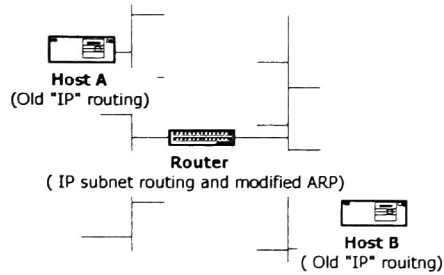 Host A
(Old "IP" routing)
Router
( IP subnet routing and modified ARP)
Host B
( Old "IP" rouitng)